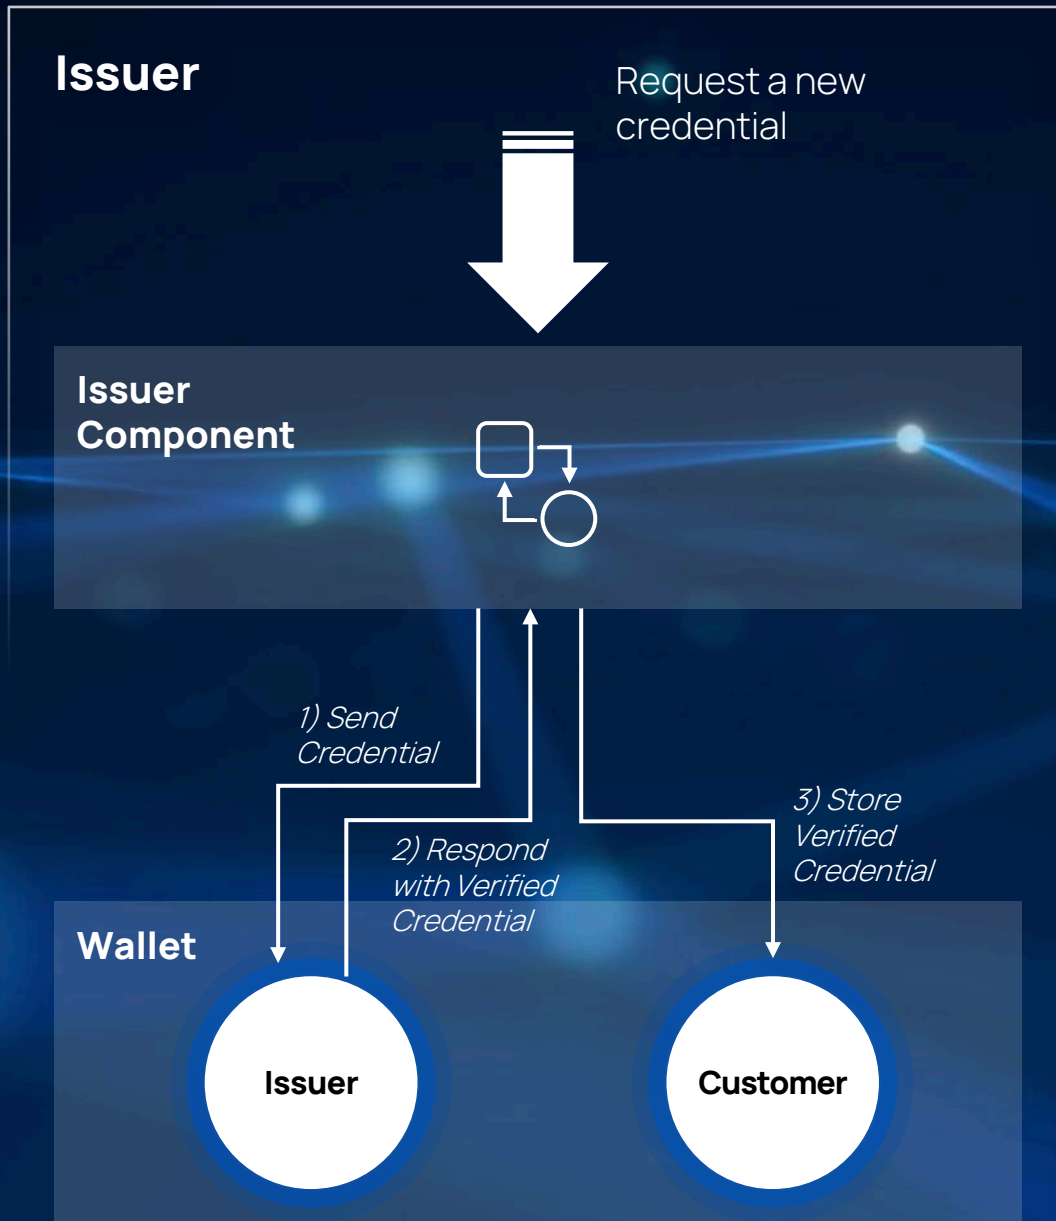 Issuer
Request a new
credential
Issuer
Component
1) Send
Credential
2) Respond
with Verified
Credential
3) Store
Verified
Credential
Wallet
Issuer
Customer